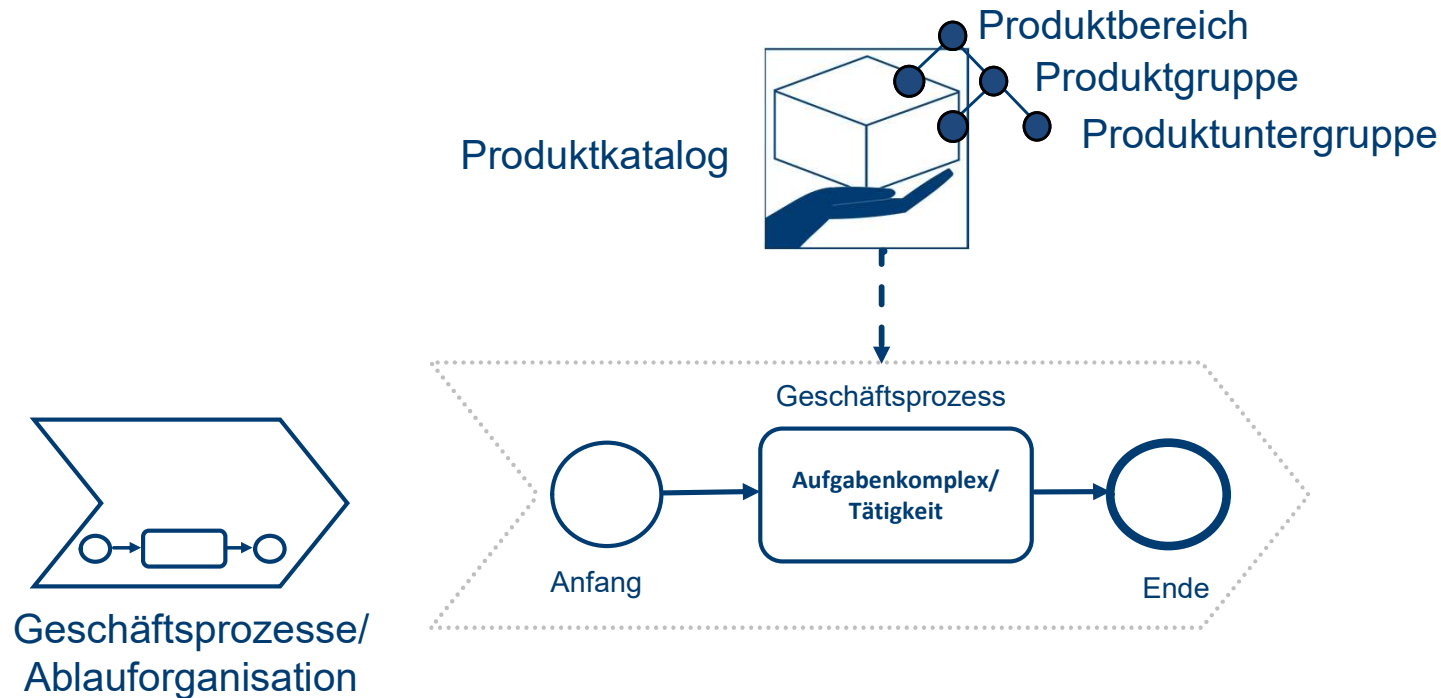 Produktbereich
Produktgruppe
Produktuntergruppe
Produktkatalog
Geschäftsprozess
Aufgabenkomplex/
Tätigkeit
Anfang
Ende
Geschäftsprozesse/
Ablauforganisation